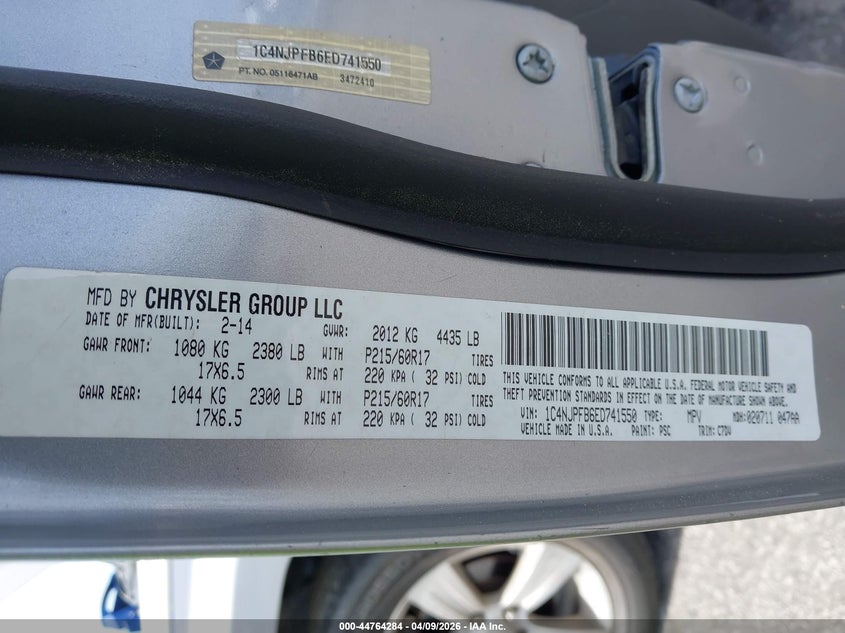 1C4NJPFB6ED741550
PT. NO. 05116471AB 3472410
MFD BY CHRYSLER GROUP LLC
DATE OF MFR(BUILT): 2-14 GVWR: 2012 KG 4435 LB
GAWR FRONT: 1080 KG 2380 LB WITH P215/60R17 TIRES
17X6.5 RIMS AT 220 KPA ( 32 PSI) COLD
GAWR REAR: 1044 KG 2300 LB WITH P215/60R17 TIRES
17X6.5 RIMS AT 220 KPA ( 32 PSI) COLD
THIS VEHICLE CONFORMS TO ALL APPLICABLE U.S.A. FEDERAL MOTOR VEHICLE SAFETY AND
THEFT PREVENTION STANDARDS IN EFFECT ON THE DATE OF MANUFACTURE SHOWN ABOVE.
VIN: 1C4NJPFB6ED741550 TYPE: MPV MDH: 020711 047AA
VEHICLE MADE IN U.S.A. PAINT: PSC TRIM: C7DV
000-44764284 - 04/09/2026 - IAA Inc.